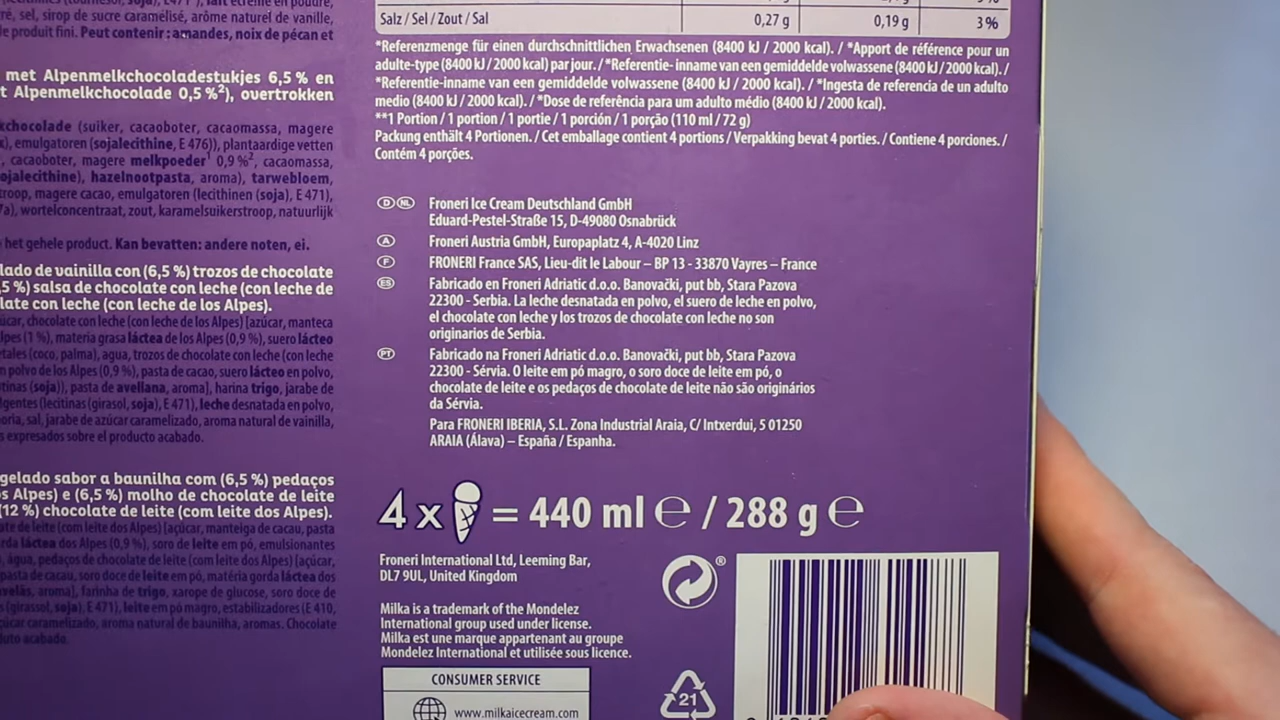 sel, sirop de sucre caramélisé, arôme naturel de vanille,
produit fini. Peut contenir : amandes, noix de pécan et
met Alpenmelkchocoladestukjes 6,5 % en
t Alpenmelkchocolade 0,5 %²), overtrokken
kchocolade (suiker, cacaoboter, cacaomassa, magere
), emulgatoren (sojalecithine, E 476)), plantaardige vetten
, cacaoboter, magere melkpoeder¹ 0,9 %², cacaomassa,
ojalecithine), hazelnootpasta, aroma), tarwebloem,
troop, magere cacao, emulgatoren (lecithinen (soja), E 471),
7a), wortelconcentraat, zout, karamelsuikerstroop, natuurlijk
het gehele product. Kan bevatten: andere noten, ei.
lado de vainilla con (6,5 %) trozos de chocolate
,5 %) salsa de chocolate con leche (con leche de
late con leche (con leche de los Alpes).
úcar, chocolate con leche (con leche de los Alpes) [azúcar, manteca
lpes (1 %), materia grasa láctea de los Alpes (0,9 %), suero lácteo
etales (coco, palma), agua, trozos de chocolate con leche (con leche
n polvo de los Alpes (0,9 %), pasta de cacao, suero lácteo en polvo,
tinas (soja)), pasta de avellana, aroma], harina trigo, jarabe de
lgentes (lecitinas (girasol, soja), E 471), leche desnatada en polvo,
oria, sal, jarabe de azúcar caramelizado, aroma natural de vainilla,
s expresados sobre el producto acabado.
gelado sabor a baunilha com (6,5 %) pedaços
s Alpes) e (6,5 %) molho de chocolate de leite
(12 %) chocolate de leite (com leite dos Alpes).
ate de leite (com leite dos Alpes) [açúcar, manteiga de cacau, pasta
rda láctea dos Alpes (0,9 %), soro de leite em pó, emulsionantes
, água, pedaços de chocolate de leite (com leite dos Alpes) [açúcar,
pasta de cacau, soro doce de leite em pó, matéria gorda láctea dos
avelãs, aroma], farinha de trigo, xarope de glucose, soro doce de
s (girassol, soja), E 471), leite em pó magro, estabilizadores (E 410,
çúcar caramelizado, aroma natural de baunilha, aromas. Chocolate
duto acabado.
Salz / Sel / Zout / Sal 0,27 g 0,19 g 3 %
*Referenzmenge für einen durchschnittlichen Erwachsenen (8400 kJ / 2000 kcal). / *Apport de référence pour un
adulte-type (8400 kJ / 2000 kcal) par jour. / *Referentie- inname van een gemiddelde volwassene (8400 kJ / 2000 kcal). /
*Referentie-inname van een gemiddelde volwassene (8400 kJ / 2000 kcal). / *Ingesta de referencia de un adulto
medio (8400 kJ / 2000 kcal). / *Dose de referência para um adulto médio (8400 kJ / 2000 kcal).
**1 Portion / 1 portion / 1 portie / 1 porción / 1 porção (110 ml / 72 g)
Packung enthält 4 Portionen. / Cet emballage contient 4 portions / Verpakking bevat 4 porties. / Contiene 4 porciones. /
Contém 4 porções.
D NL Froneri Ice Cream Deutschland GmbH
Eduard-Pestel-Straße 15, D-49080 Osnabrück
A Froneri Austria GmbH, Europaplatz 4, A-4020 Linz
F FRONERI France SAS, Lieu-dit le Labour – BP 13 - 33870 Vayres – France
ES Fabricado en Froneri Adriatic d.o.o. Banovački, put bb, Stara Pazova
22300 - Serbia. La leche desnatada en polvo, el suero de leche en polvo,
el chocolate con leche y los trozos de chocolate con leche no son
originarios de Serbia.
PT Fabricado na Froneri Adriatic d.o.o. Banovački, put bb, Stara Pazova
22300 - Sérvia. O leite em pó magro, o soro doce de leite em pó, o
chocolate de leite e os pedaços de chocolate de leite não são originários
da Sérvia.
Para FRONERI IBERIA, S.L. Zona Industrial Araia, C/ Intxerdui, 5 01250
ARAIA (Álava) – España / Espanha.
4 x = 440 ml ℮ / 288 g ℮
Froneri International Ltd, Leeming Bar,
DL7 9UL, United Kingdom
®
Milka is a trademark of the Mondelez
International group used under license.
Milka est une marque appartenant au groupe
Mondelez International et utilisée sous licence.
CONSUMER SERVICE
www.milkaicecream.com
21